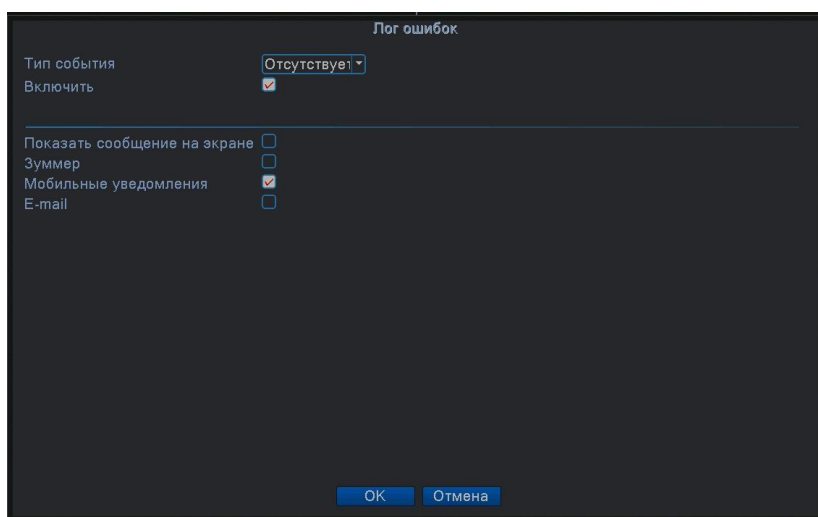 Лог ошибок
Тип события Отсутствует
Включить
Показать сообщение на экране
Зуммер
Мобильные уведомления
E-mail
OK Отмена